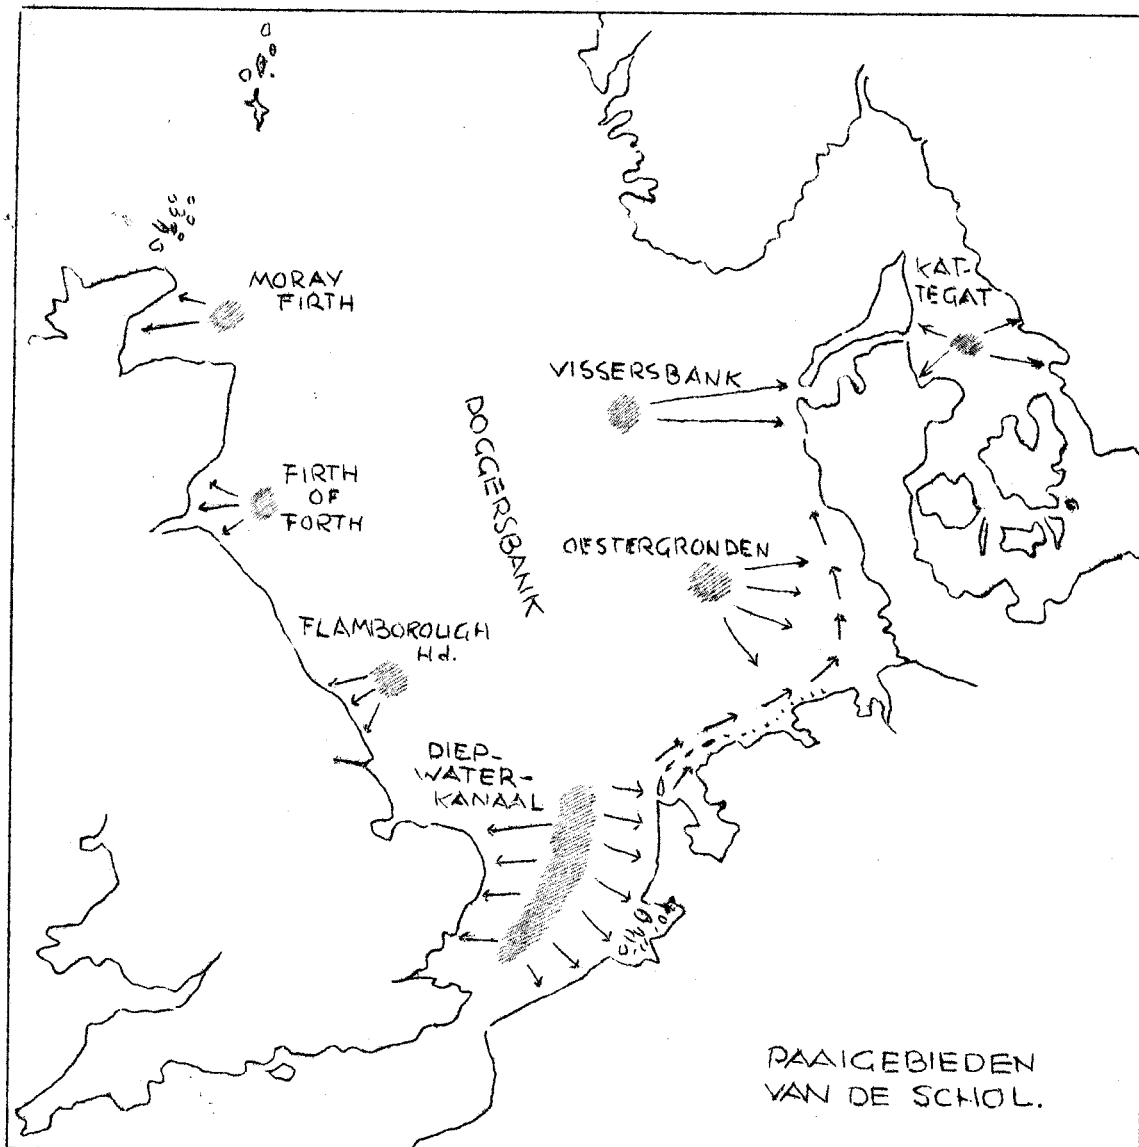 MORAY
FIRTH
KAT-
TEGAT
VISSERSBANK
DOGGERSBANK
FIRTH
OF
FORTH
OESTERGRONDEN
FLAMBOROUGH
Hd.
DIEP-
WATER-
KANAAL
PAAIGEBIEDEN
VAN DE SCHOL.